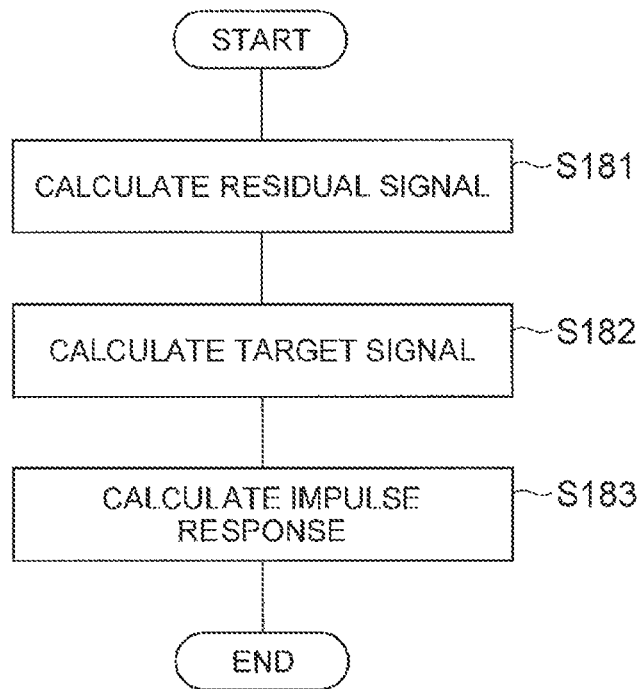 START
CALCULATE RESIDUAL SIGNAL
S181
CALCULATE TARGET SIGNAL
S182
CALCULATE IMPULSE
RESPONSE
S183
END